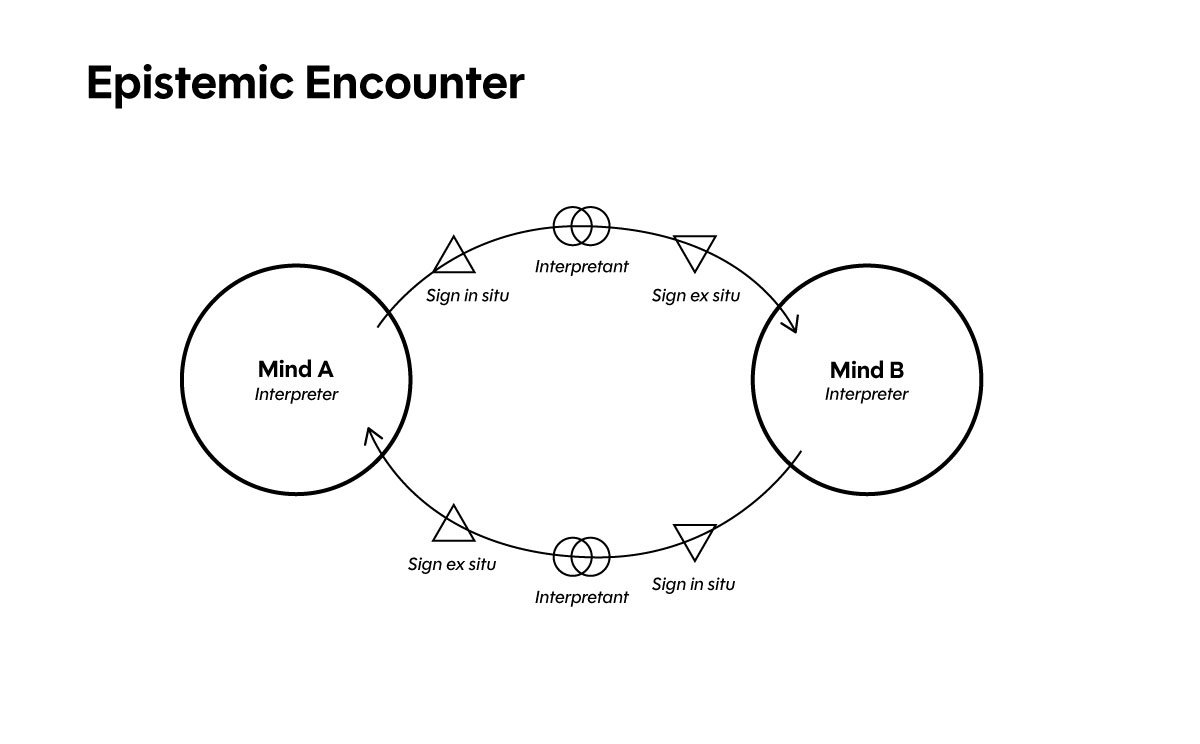 Epistemic Encounter
Interpretant
Sign in situ
Sign ex situ
Mind A
Interpreter
Mind B
Interpreter
Sign ex situ
Interpretant
Sign in situ